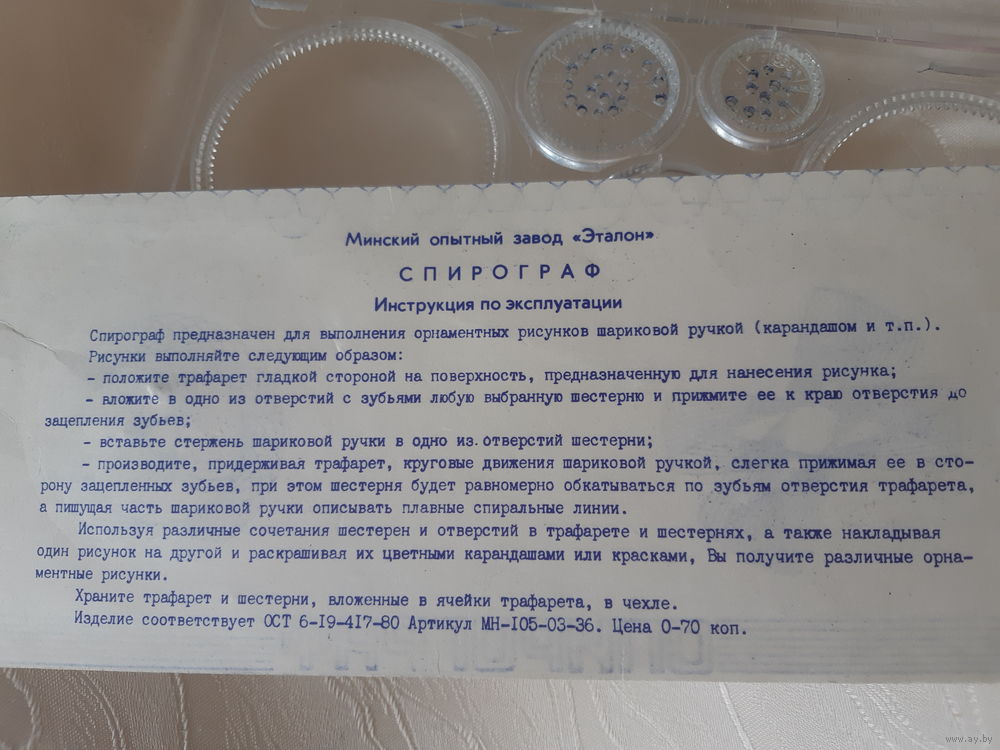 Минский опытный завод «Эталон»
СПИРОГРАФ
Инструкция по эксплуатации
Спирограф предназначен для выполнения орнаментных рисунков шариковой ручкой (карандашом и т.п.).
Рисунки выполняйте следующим образом:
- положите трафарет гладкой стороной на поверхность, предназначенную для нанесения рисунка;
- вложите в одно из отверстий с зубьями любую выбранную шестерню и прижмите ее к краю отверстия до
зацепления зубьев;
- вставьте стержень шариковой ручки в одно из отверстий шестерни;
- производите, придерживая трафарет, круговые движения шариковой ручкой, слегка прижимая ее в сто-
рону зацепленных зубьев, при этом шестерня будет равномерно обкатываться по зубьям отверстия трафарета,
а пишущая часть шариковой ручки описывать плавные спиральные линии.
Используя различные сочетания шестерен и отверстий в трафарете и шестернях, а также накладывая
один рисунок на другой и раскрашивая их цветными карандашами или красками, Вы получите различные орна-
ментные рисунки.
Храните трафарет и шестерни, вложенные в ячейки трафарета, в чехле.
Изделие соответствует ОСТ 6-19-417-80 Артикул МН-105-03-36. Цена 0-70 коп.
www.ay.by